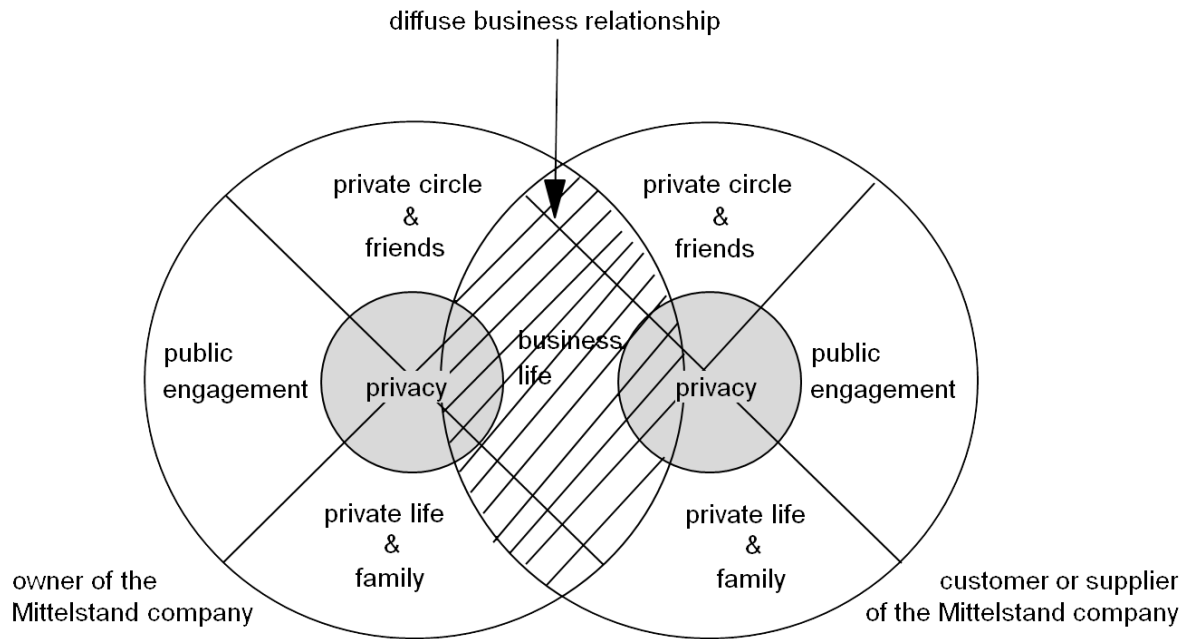 diffuse business relationship
private circle
&
friends
private circle
&
friends
public
engagement
privacy
business
life
privacy
public
engagement
private life
&
family
private life
&
family
owner of the
Mittelstand company
customer or supplier
of the Mittelstand company